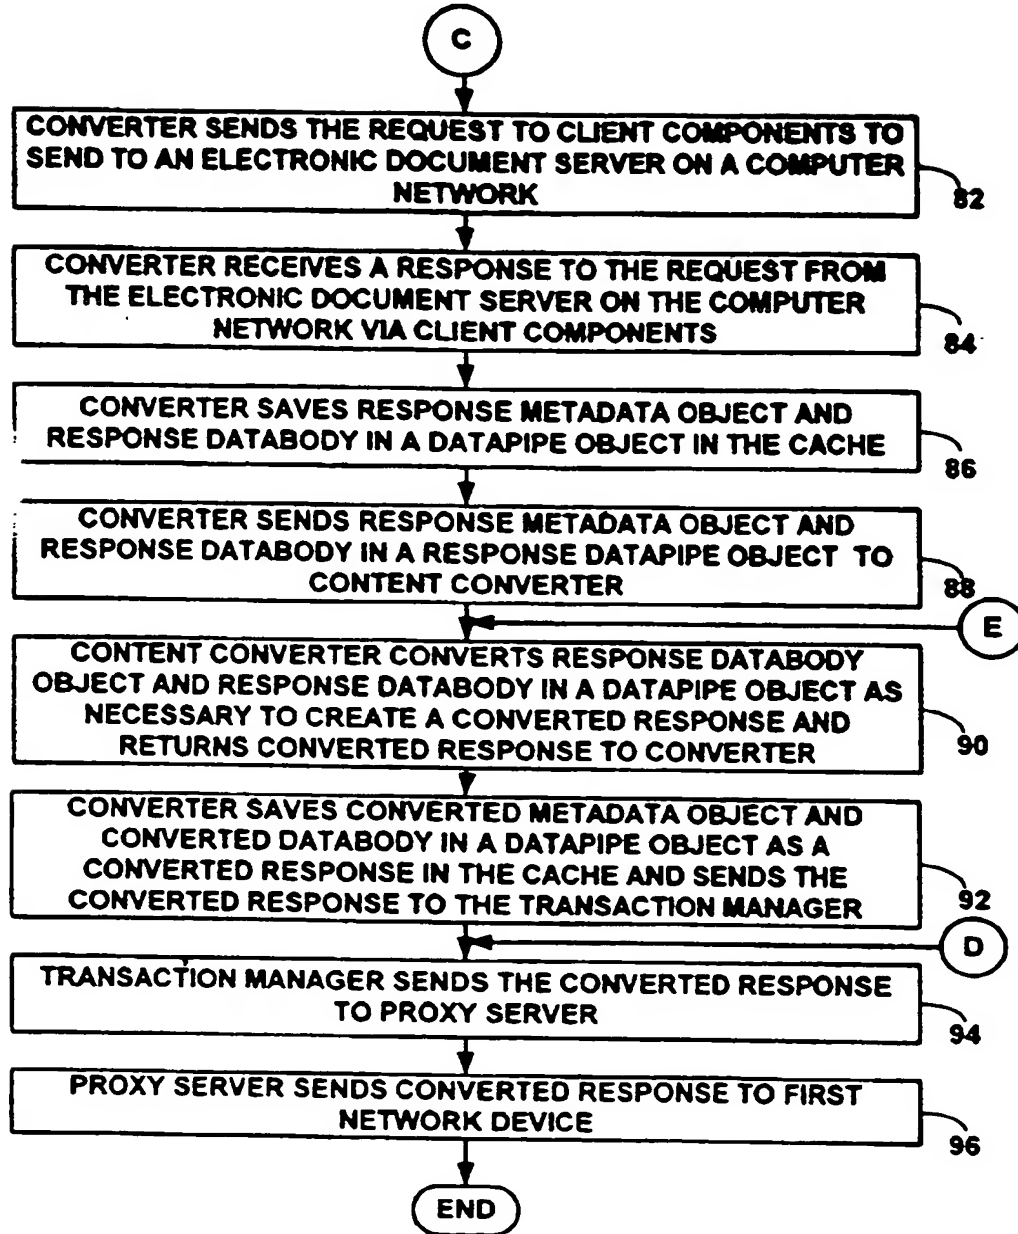 C
CONVERTER SENDS THE REQUEST TO CLIENT COMPONENTS TO
SEND TO AN ELECTRONIC DOCUMENT SERVER ON A COMPUTER
NETWORK
82
CONVERTER RECEIVES A RESPONSE TO THE REQUEST FROM
THE ELECTRONIC DOCUMENT SERVER ON THE COMPUTER
NETWORK VIA CLIENT COMPONENTS
84
CONVERTER SAVES RESPONSE METADATA OBJECT AND
RESPONSE DATABODY IN A DATAPIPE OBJECT IN THE CACHE
86
CONVERTER SENDS RESPONSE METADATA OBJECT AND
RESPONSE DATABODY IN A RESPONSE DATAPIPE OBJECT TO
CONTENT CONVERTER
88
E
CONTENT CONVERTER CONVERTS RESPONSE DATABODY
OBJECT AND RESPONSE DATABODY IN A DATAPIPE OBJECT AS
NECESSARY TO CREATE A CONVERTED RESPONSE AND
RETURNS CONVERTED RESPONSE TO CONVERTER
90
CONVERTER SAVES CONVERTED METADATA OBJECT AND
CONVERTED DATABODY IN A DATAPIPE OBJECT AS A
CONVERTED RESPONSE IN THE CACHE AND SENDS THE
CONVERTED RESPONSE TO THE TRANSACTION MANAGER
92
D
TRANSACTION MANAGER SENDS THE CONVERTED RESPONSE
TO PROXY SERVER
94
PROXY SERVER SENDS CONVERTED RESPONSE TO FIRST
NETWORK DEVICE
96
END